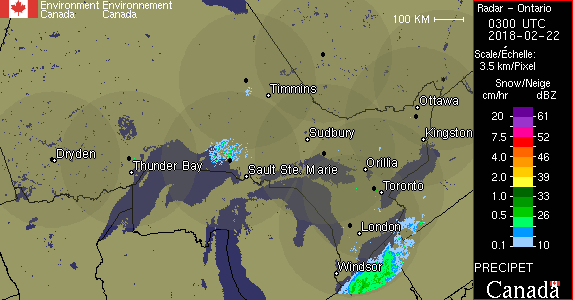 Environment Environnement
Canada Canada
100 KM
Timmins
Ottawa
Sudbury
Kingston
Dryden
Thunder Bay
Sault Ste. Marie
Orillia
Toronto
London
Windsor
Radar - Ontario
0300 UTC
2018-02-22
Scale/Échelle:
3.5 km/Pixel
Snow/Neige
cm/hr dBZ
20 61
7.5 52
4.0 46
2.0 39
1.0 33
0.5 26
0.1 10
PRECIPET
Canada